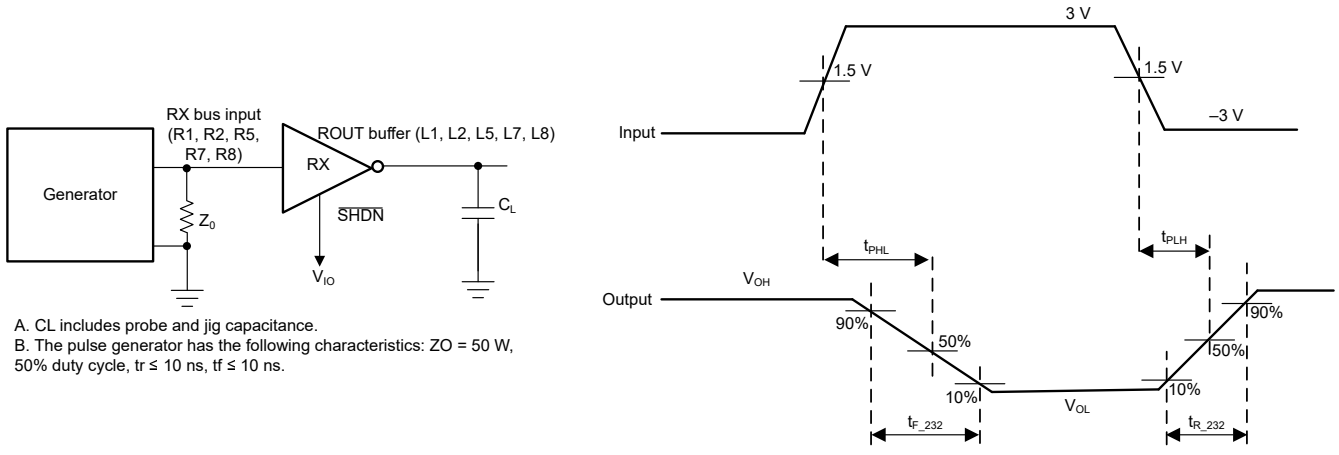 RX bus input
(R1, R2, R5,
R7, R8)
ROUT buffer (L1, L2, L5, L7, L8)
Generator
RX
Z0
SHDN
CL
VIO
A. CL includes probe and jig capacitance.
B. The pulse generator has the following characteristics: ZO = 50 W,
50% duty cycle, tr ≤ 10 ns, tf ≤ 10 ns.
3 V
1.5 V
1.5 V
Input
–3 V
tPHL
tPLH
VOH
Output
90%
50%
10%
VOL
90%
50%
10%
tF_232
tR_232